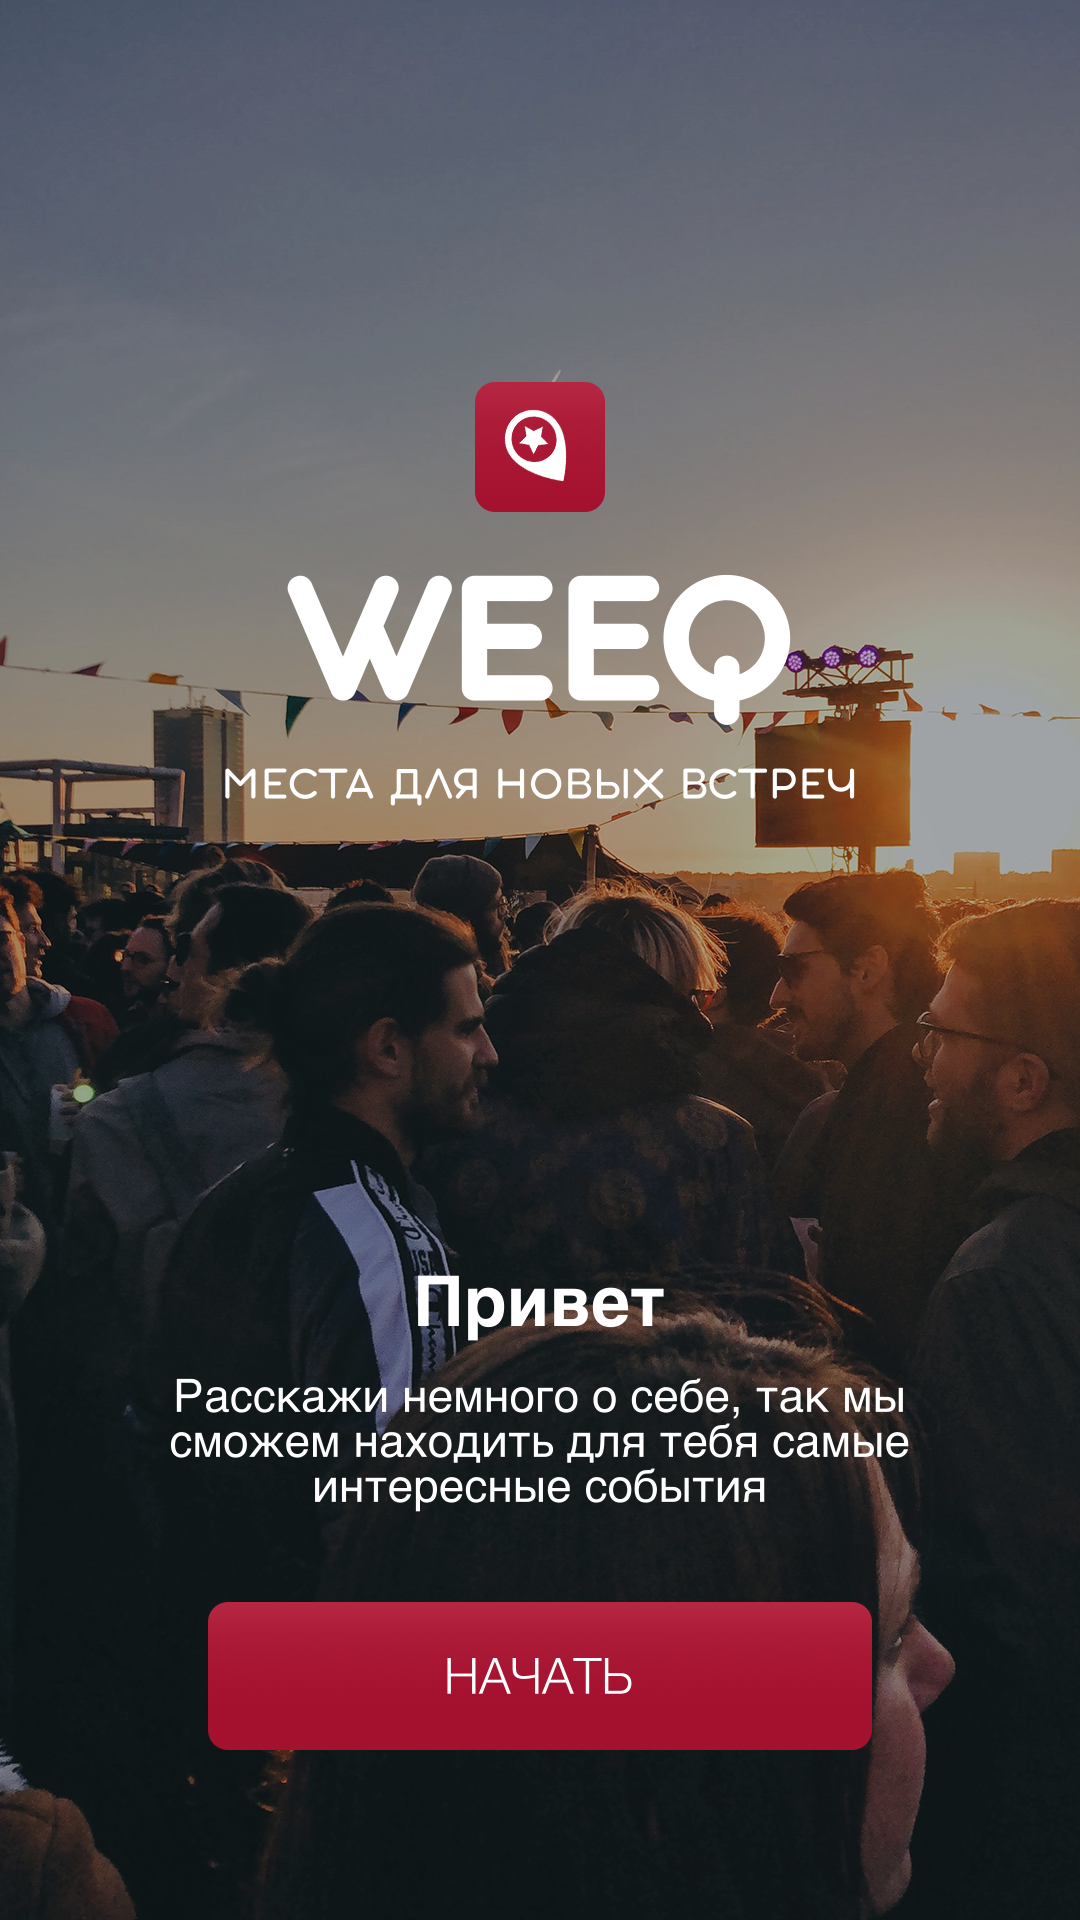 WEEQ
МЕСТА ДЛЯ НОВЫХ ВСТРЕЧ
USA
Привет
Расскажи немного о себе, так мы
сможем находить для тебя самые
интересные события
НАЧАТЬ